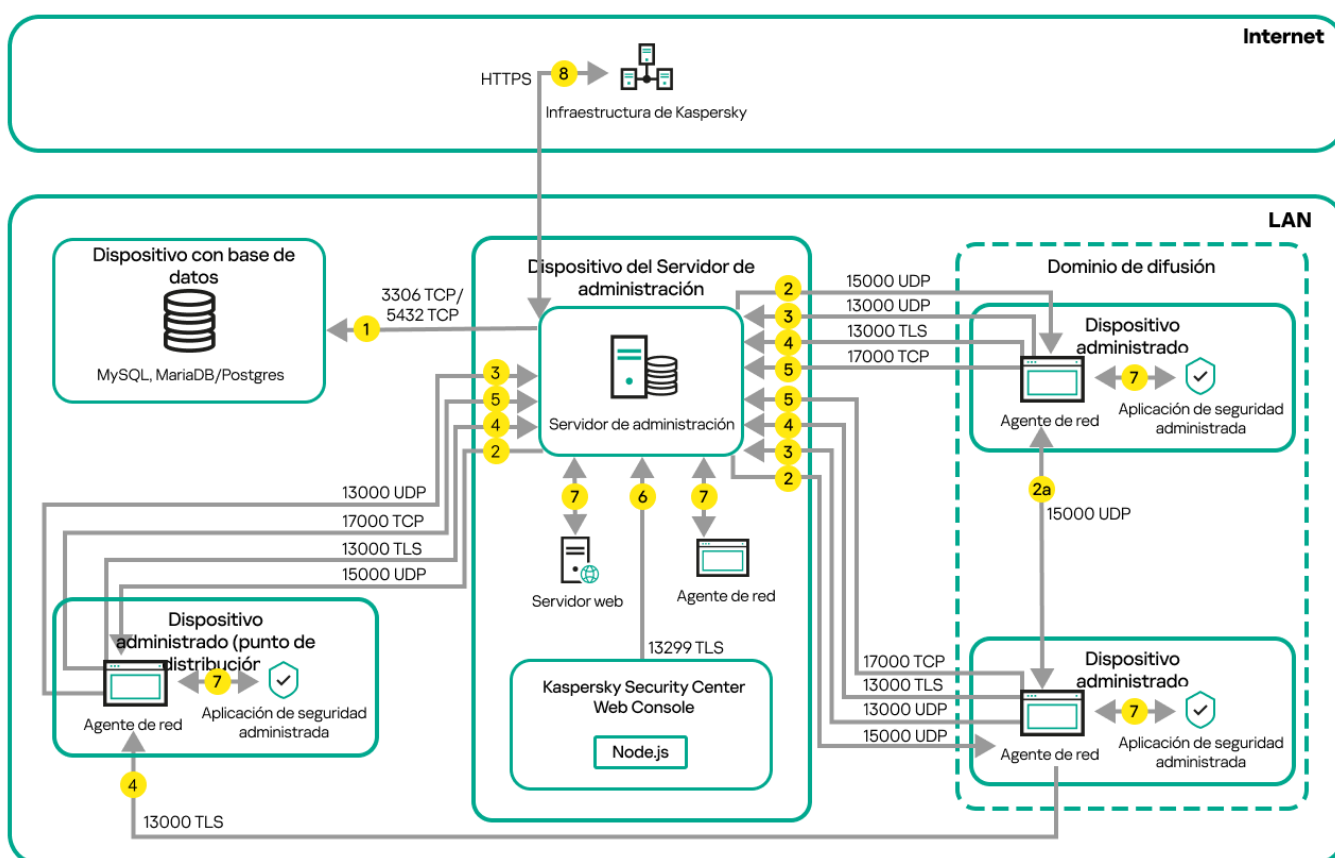 Internet
HTTPS
8
Infraestructura de Kaspersky
LAN
Dispositivo con base de
datos
MySQL, MariaDB/Postgres
3306 TCP/
5432 TCP
1
Dispositivo del Servidor de
administración
Servidor de administración
3
5
4
2
13000 UDP
17000 TCP
13000 TLS
15000 UDP
7
6
7
Servidor web
Agente de red
13299 TLS
Kaspersky Security Center
Web Console
Node.js
Dispositivo
administrado (punto de
distribución
7
Agente de red
Aplicación de seguridad
administrada
4
13000 TLS
Dominio de difusión
2
15000 UDP
3
13000 UDP
4
13000 TLS
5
17000 TCP
Dispositivo
administrado
7
Agente de red
Aplicación de seguridad
administrada
5
4
3
2
2a
15000 UDP
17000 TCP
13000 TLS
13000 UDP
15000 UDP
Dispositivo
administrado
7
Agente de red
Aplicación de seguridad
administrada